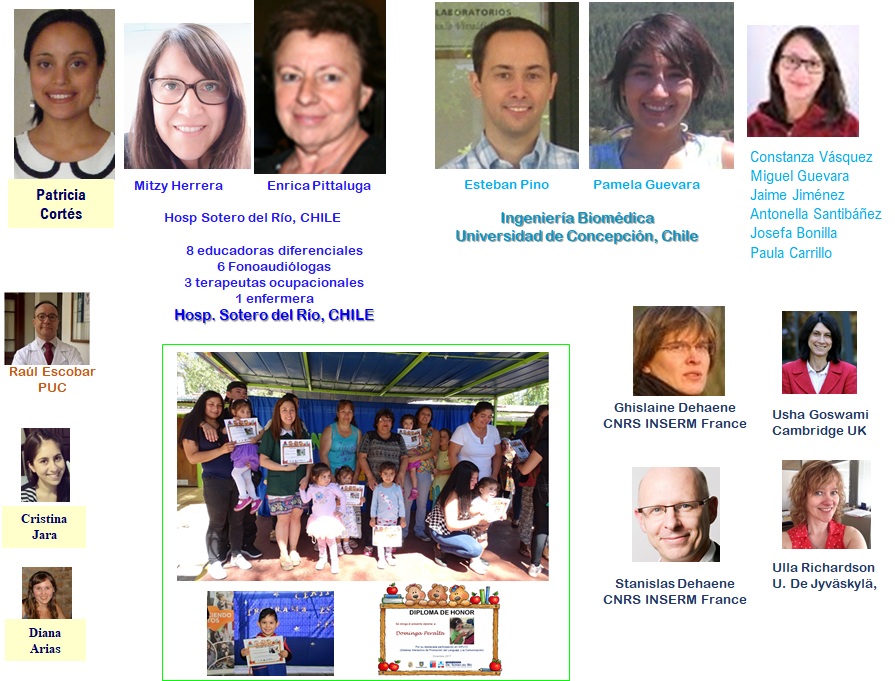 LABORATORIOS
Patricia
Cortés
Mitzy Herrera
Enrica Pittaluga
Hosp Sotero del Río, CHILE
8 educadoras diferenciales
6 Fonoaudiólogas
3 terapeutas ocupacionales
1 enfermera
Hosp. Sotero del Río, CHILE
Esteban Pino
Pamela Guevara
Ingeniería Biomédica
Universidad de Concepción, Chile
Constanza Vásquez
Miguel Guevara
Jaime Jiménez
Antonella Santibáñez
Josefa Bonilla
Paula Carrillo
Raúl Escobar
PUC
Cristina
Jara
Diana
Arias
Ghislaine Dehaene
CNRS INSERM France
Usha Goswami
Cambridge UK
Stanislas Dehaene
CNRS INSERM France
Ulla Richardson
U. De Jyväskylä,
DIPLOMA DE HONOR
Dominga Peralta